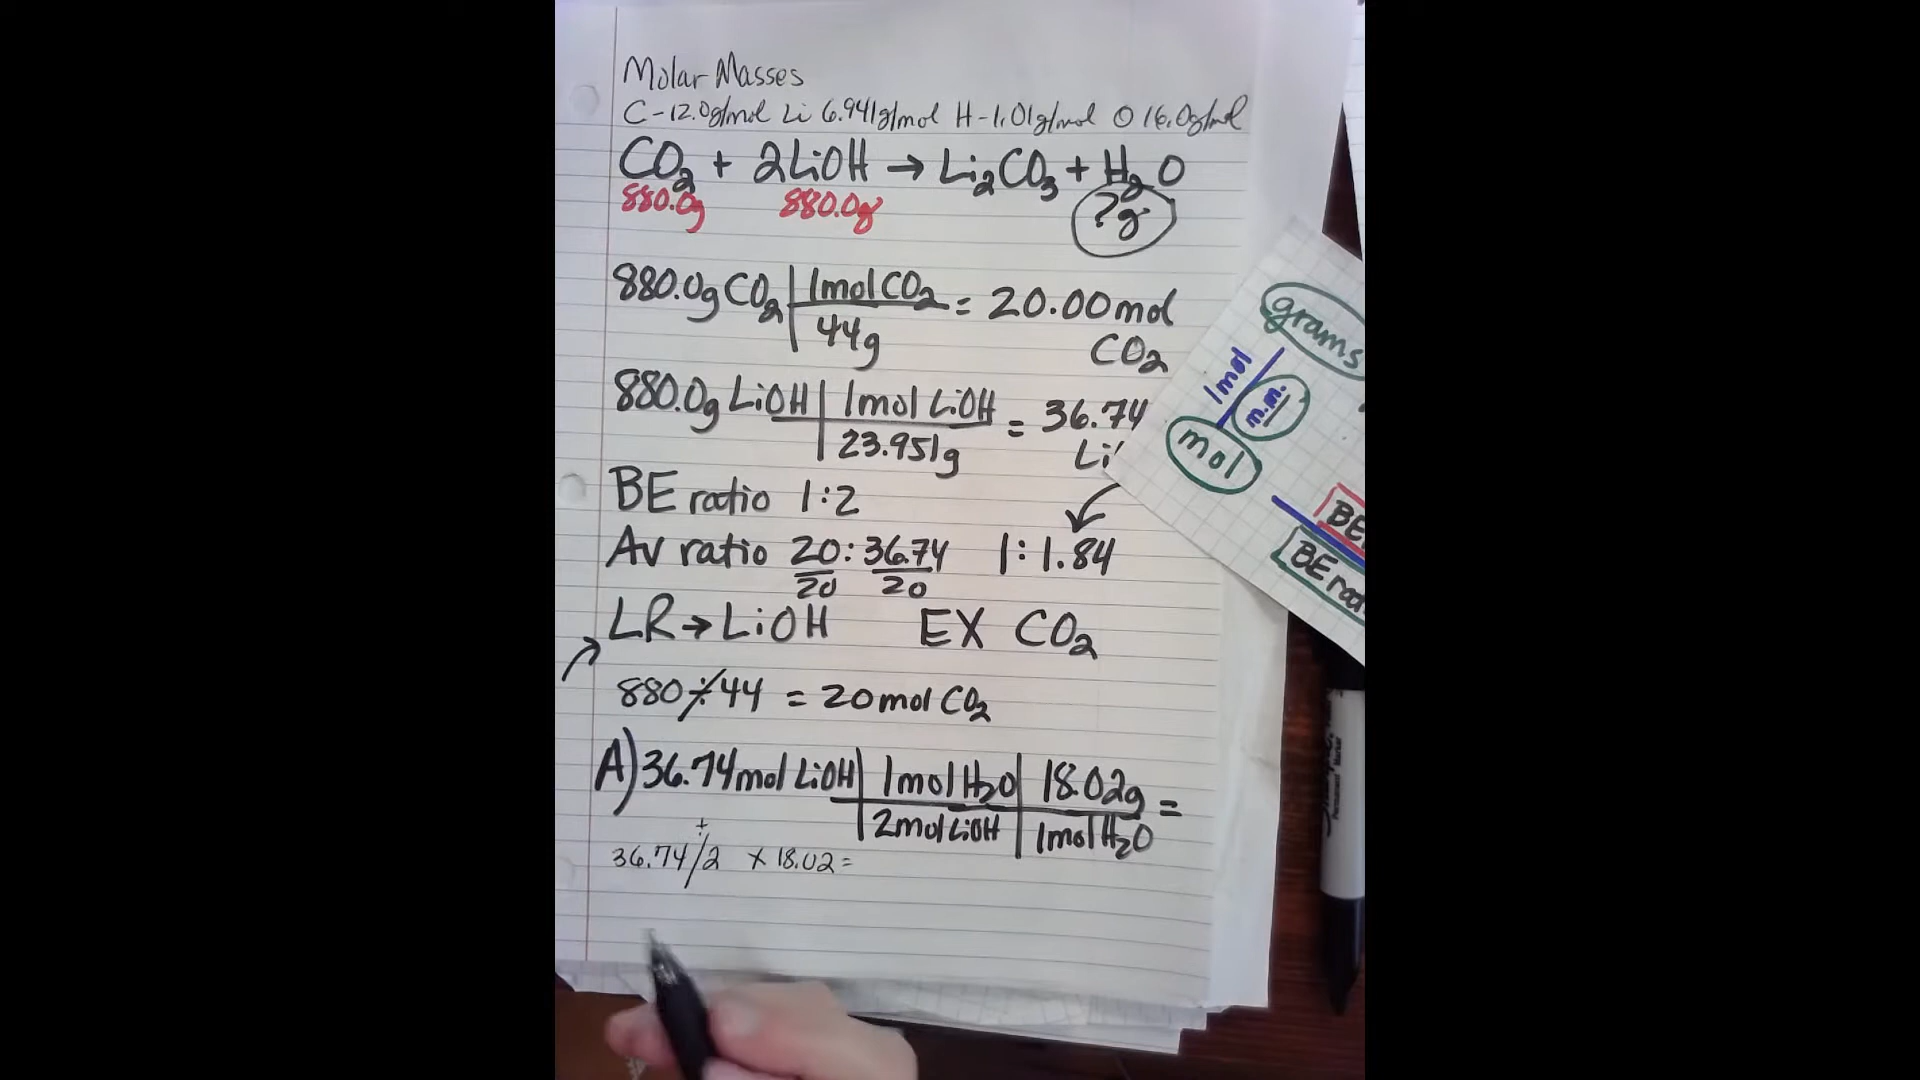 Molar Masses
C - 12.0g/mol Li 6.941g/mol H - 1.01g/mol O 16.0g/mol
CO₂ + 2LiOH → Li₂CO₃ + H₂O
880.0g 880.0g ?g
880.0g CO₂ | 1mol CO₂ = 20.00 mol
44g CO₂
880.0g LiOH | 1mol LiOH = 36.74
23.951g
BE ratio 1:2
Av ratio 20 : 36.74 1 : 1.84
20 20
LR → LiOH EX CO₂
880 ÷ 44 = 20 mol CO₂
A) 36.74 mol LiOH | 1mol H₂O | 18.02g =
2mol LiOH | 1mol H₂O
÷
36.74/2 × 18.02 =
grams
1mol
m.m.
mol
BE